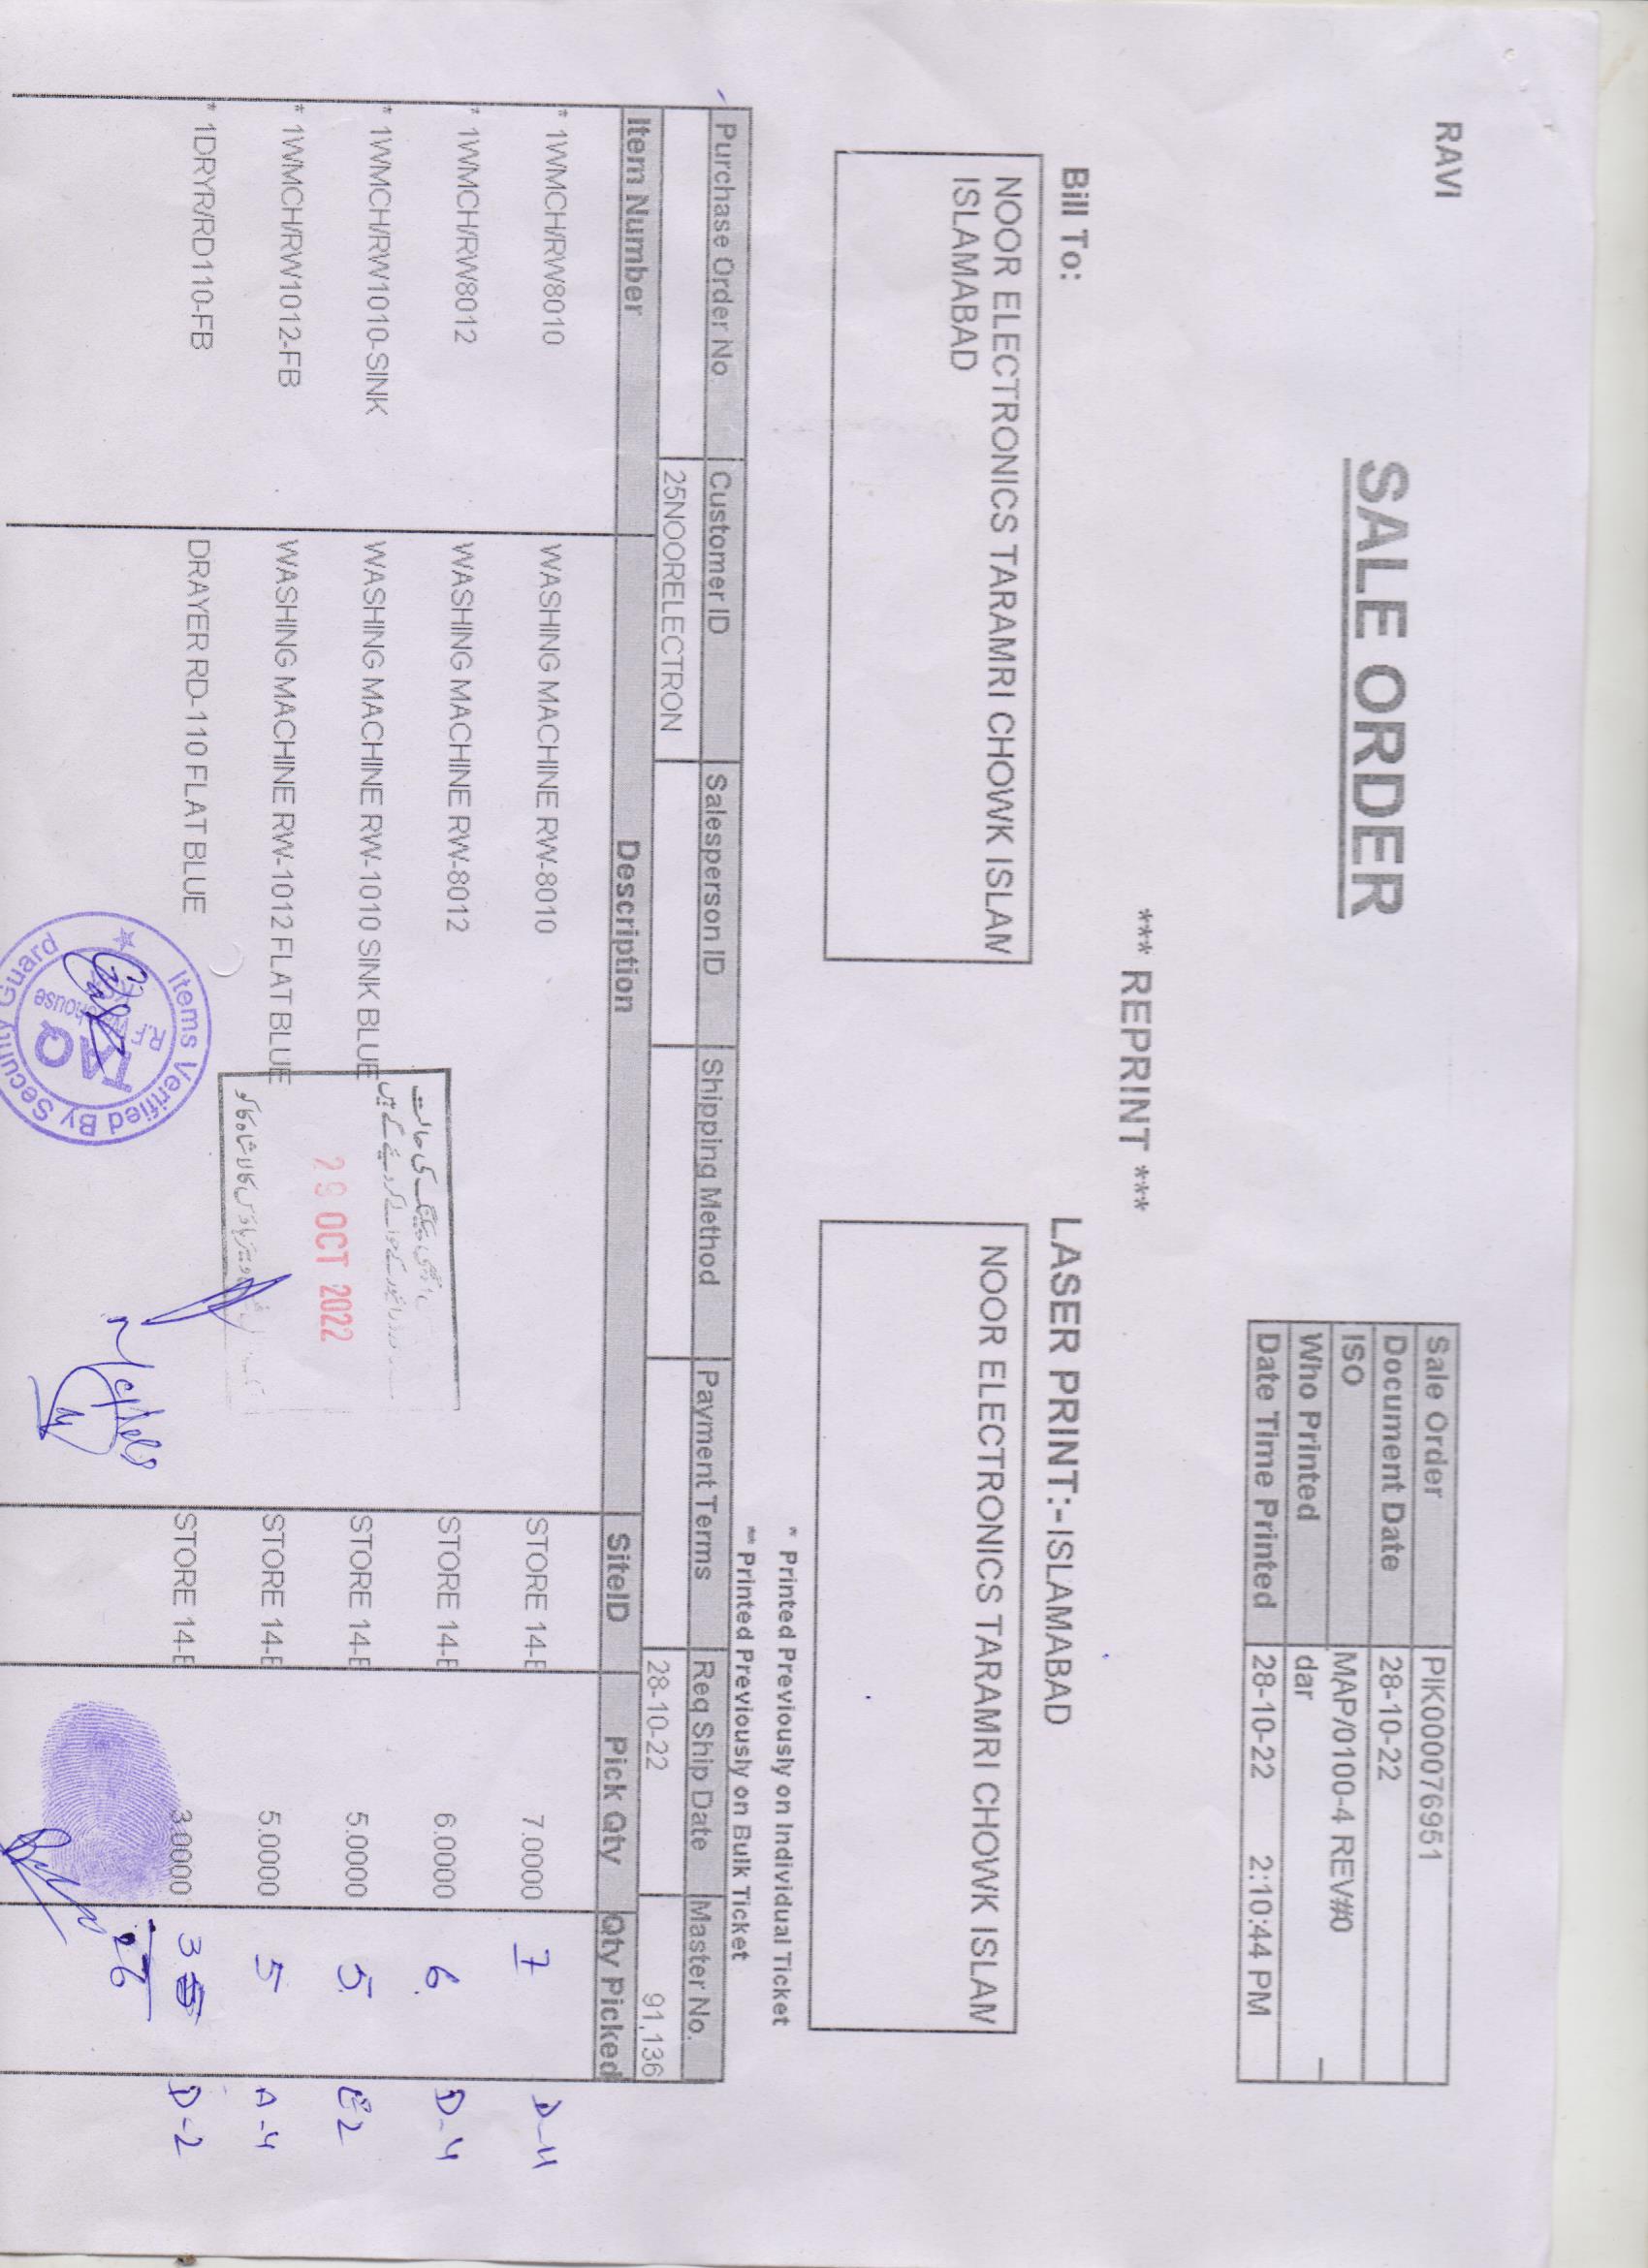 RAVI
SALE ORDER
Sale Order PIK000076951
Document Date 28-10-22
ISO MAP/0100-4 REV#0
Who Printed dar
Date Time Printed 28-10-22 2:10:44 PM
*** REPRINT ***
Bill To:
NOOR ELECTRONICS TARAMRI CHOWK ISLAM
ISLAMABAD
LASER PRINT:-ISLAMABAD
NOOR ELECTRONICS TARAMRI CHOWK ISLAM
* Printed Previously on Individual Ticket
** Printed Previously on Bulk Ticket
Purchase Order No Customer ID Salesperson ID Shipping Method Payment Terms Req Ship Date Master No.
25NOORELECTRON 28-10-22 91,136
Item Number Description SiteID Pick Qty Qty Picked
* 1WMCH/RW8010 WASHING MACHINE RW-8010 STORE 14-E 7.0000 7 D-4
* 1WMCH/RW8012 WASHING MACHINE RW-8012 STORE 14-E 6.0000 6 D-4
* 1WMCH/RW1010-SINK WASHING MACHINE RW-1010 SINK BLUE STORE 14-E 5.0000 5 E2
* 1WMCH/RW1012-FB WASHING MACHINE RW-1012 FLAT BLUE STORE 14-E 5.0000 5 A-4
* 1DRYR/RD110-FB DRAYER RD-110 FLAT BLUE STORE 14-E 3.0000 3 D-2
26
پیکنگ کی حالت
ڈرائیور کے حوالے کر دیئے گے ہیں
29 OCT 2022
ویئر ہاؤس کالا شاہ کاکو
Items Verified By Security Guard
R.F. Warehouse
TAQ